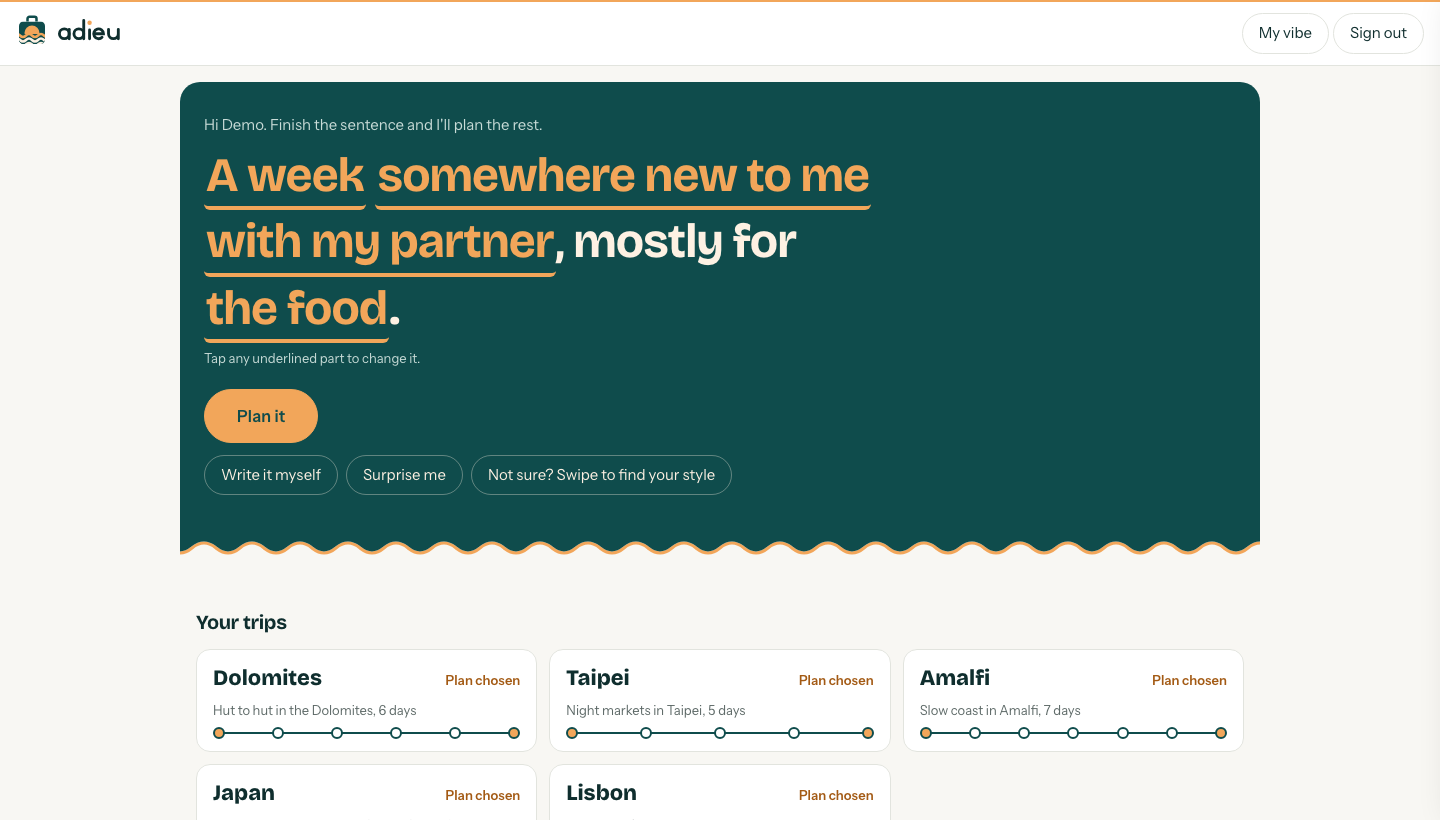 adieu
My vibe
Sign out
Hi Demo. Finish the sentence and I'll plan the rest.
A week somewhere new to me
with my partner, mostly for
the food.
Tap any underlined part to change it.
Plan it
Write it myself
Surprise me
Not sure? Swipe to find your style
Your trips
Dolomites
Plan chosen
Hut to hut in the Dolomites, 6 days
Taipei
Plan chosen
Night markets in Taipei, 5 days
Amalfi
Plan chosen
Slow coast in Amalfi, 7 days
Japan
Plan chosen
Lisbon
Plan chosen